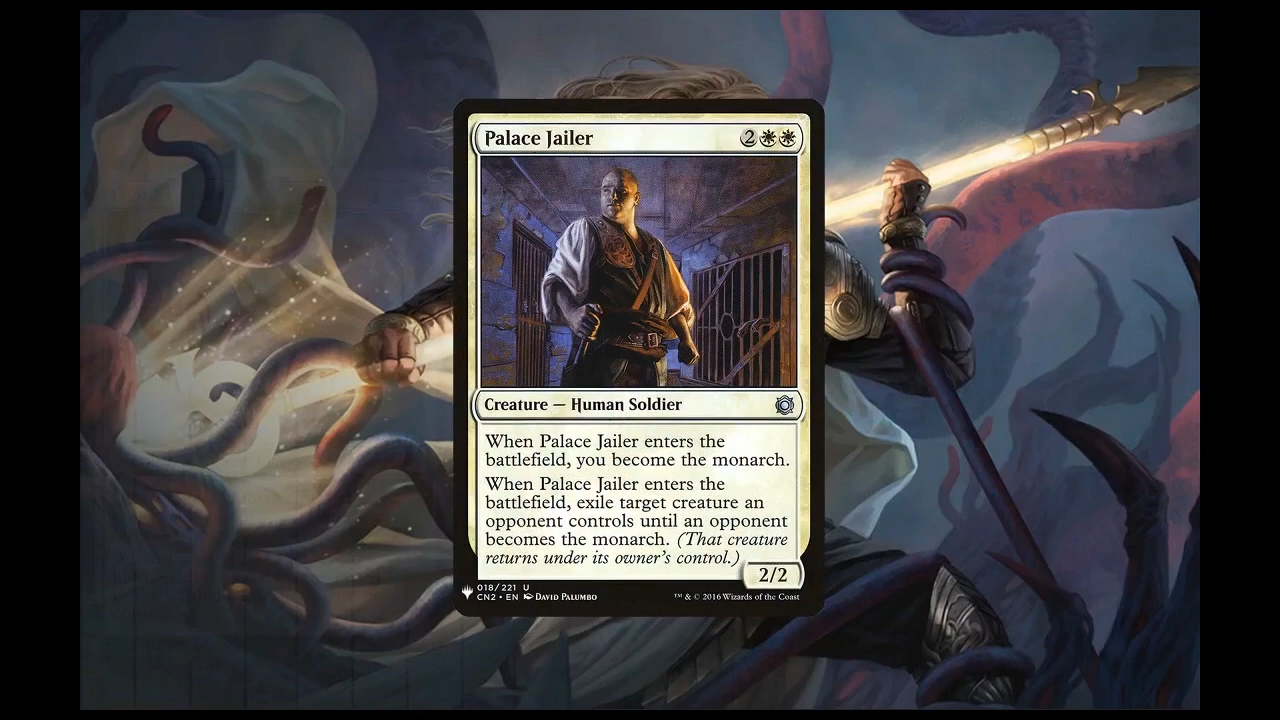 Palace Jailer 2
Creature — Human Soldier
When Palace Jailer enters the
battlefield, you become the monarch.
When Palace Jailer enters the
battlefield, exile target creature an
opponent controls until an opponent
becomes the monarch. (That creature
returns under its owner's control.)
2/2
018/221 U
CN2 • EN DAVID PALUMBO
™ & © 2016 Wizards of the Coast